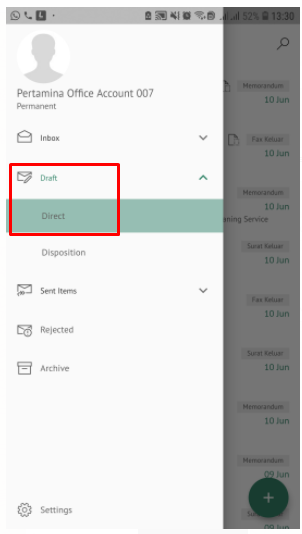 52% 13:30
Pertamina Office Account 007
Permanent
Memorandum
10 Jun
Inbox
Fax Keluar
10 Jun
Draft
Memorandum
10 Jun
Direct
ning Service
Surat Keluar
10 Jun
Disposition
Sent Items
Fax Keluar
10 Jun
Rejected
Surat Keluar
10 Jun
Archive
Memorandum
10 Jun
Memorandum
09 Jun
Settings
09 Jun